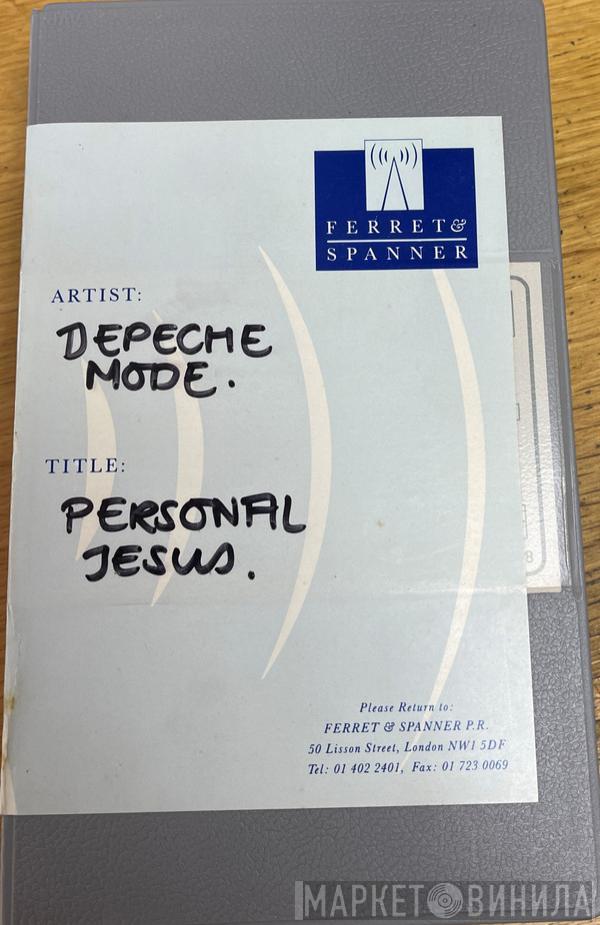 FERRET &
SPANNER
ARTIST:
DEPECHE
MODE.
TITLE:
PERSONAL
JESUS.
8
Please Return to:
FERRET & SPANNER P.R.
50 Lisson Street, London NW1 5DF
Tel: 01 402 2401, Fax: 01 723 0069
МАРКЕТ ВИНИЛА